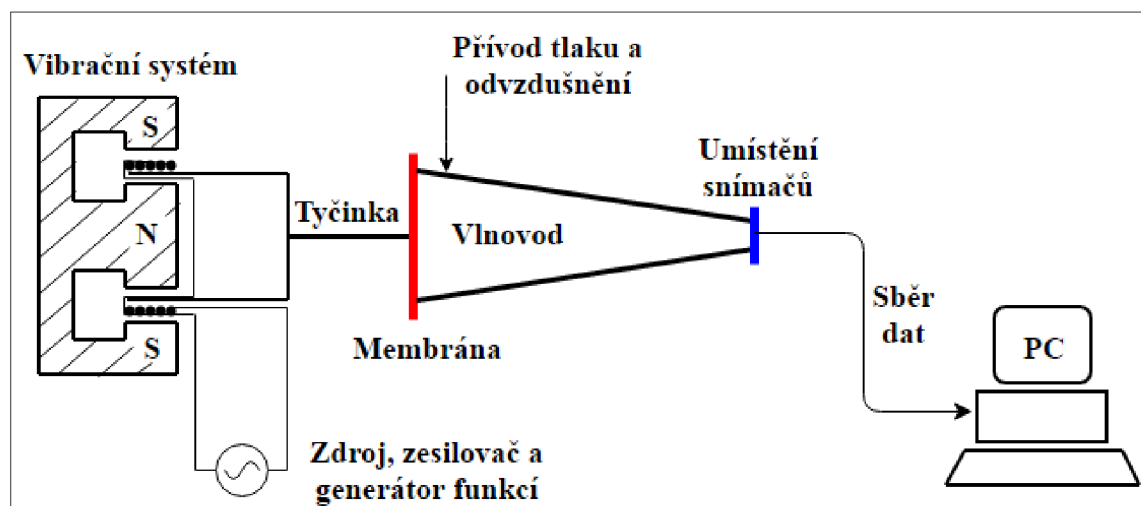 Přívod tlaku a
odvzdušnění
Vibrační systém
S
Umístění
snímačů
Tyčinka
N
Vlnovod
Sběr
dat
S
Membrána
PC
Zdroj, zesilovač a
generátor funkcí